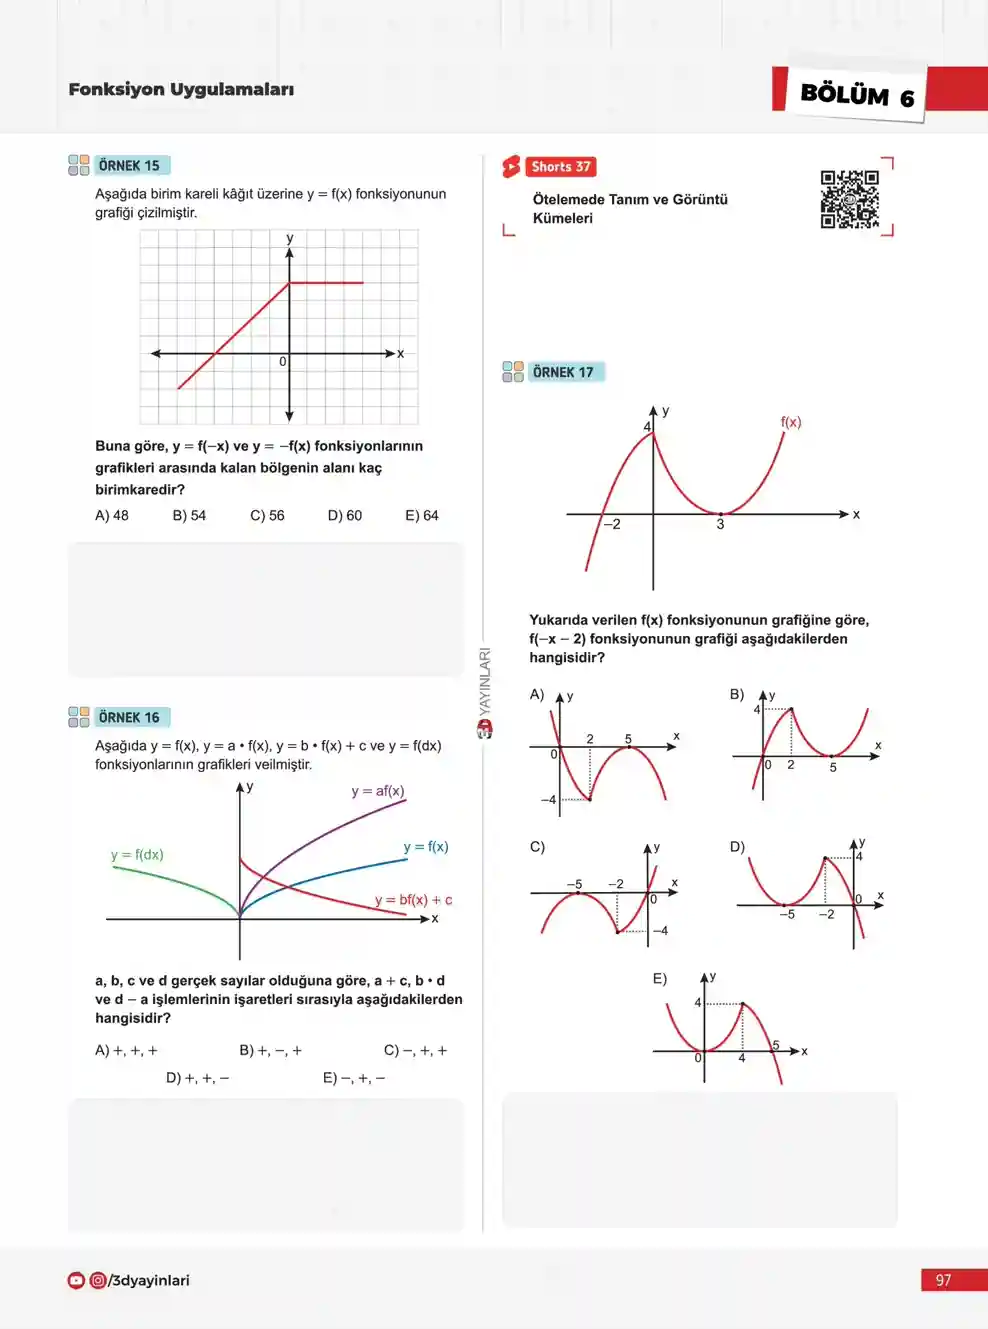 Fonksiyon Uygulamaları
BÖLÜM 6
ÖRNEK 15
Aşağıda birim kareli kâğıt üzerine y = f(x) fonksiyonunun
grafiği çizilmiştir.
y
x
0
Buna göre, y = f(−x) ve y = −f(x) fonksiyonlarının
grafikleri arasında kalan bölgenin alanı kaç
birimkaredir?
A) 48 B) 54 C) 56 D) 60 E) 64
ÖRNEK 16
Aşağıda y = f(x), y = a • f(x), y = b • f(x) + c ve y = f(dx)
fonksiyonlarının grafikleri veilmiştir.
y
y = af(x)
y = f(dx)
y = f(x)
y = bf(x) + c
x
a, b, c ve d gerçek sayılar olduğuna göre, a + c, b • d
ve d − a işlemlerinin işaretleri sırasıyla aşağıdakilerden
hangisidir?
A) +, +, + B) +, −, + C) −, +, +
D) +, +, − E) −, +, −
Shorts 37
Ötelemede Tanım ve Görüntü
Kümeleri
ÖRNEK 17
y
4
f(x)
x
−2 3
Yukarıda verilen f(x) fonksiyonunun grafiğine göre,
f(−x − 2) fonksiyonunun grafiği aşağıdakilerden
hangisidir?
A) y
2 5 x
0
−4
B) y
4
x
0 2 5
C) y
−5 −2 x
0
−4
D) y
4
x
0
−5 −2
E) y
4
5
x
0 4
3D YAYINLARI
/3dyayinlari
97